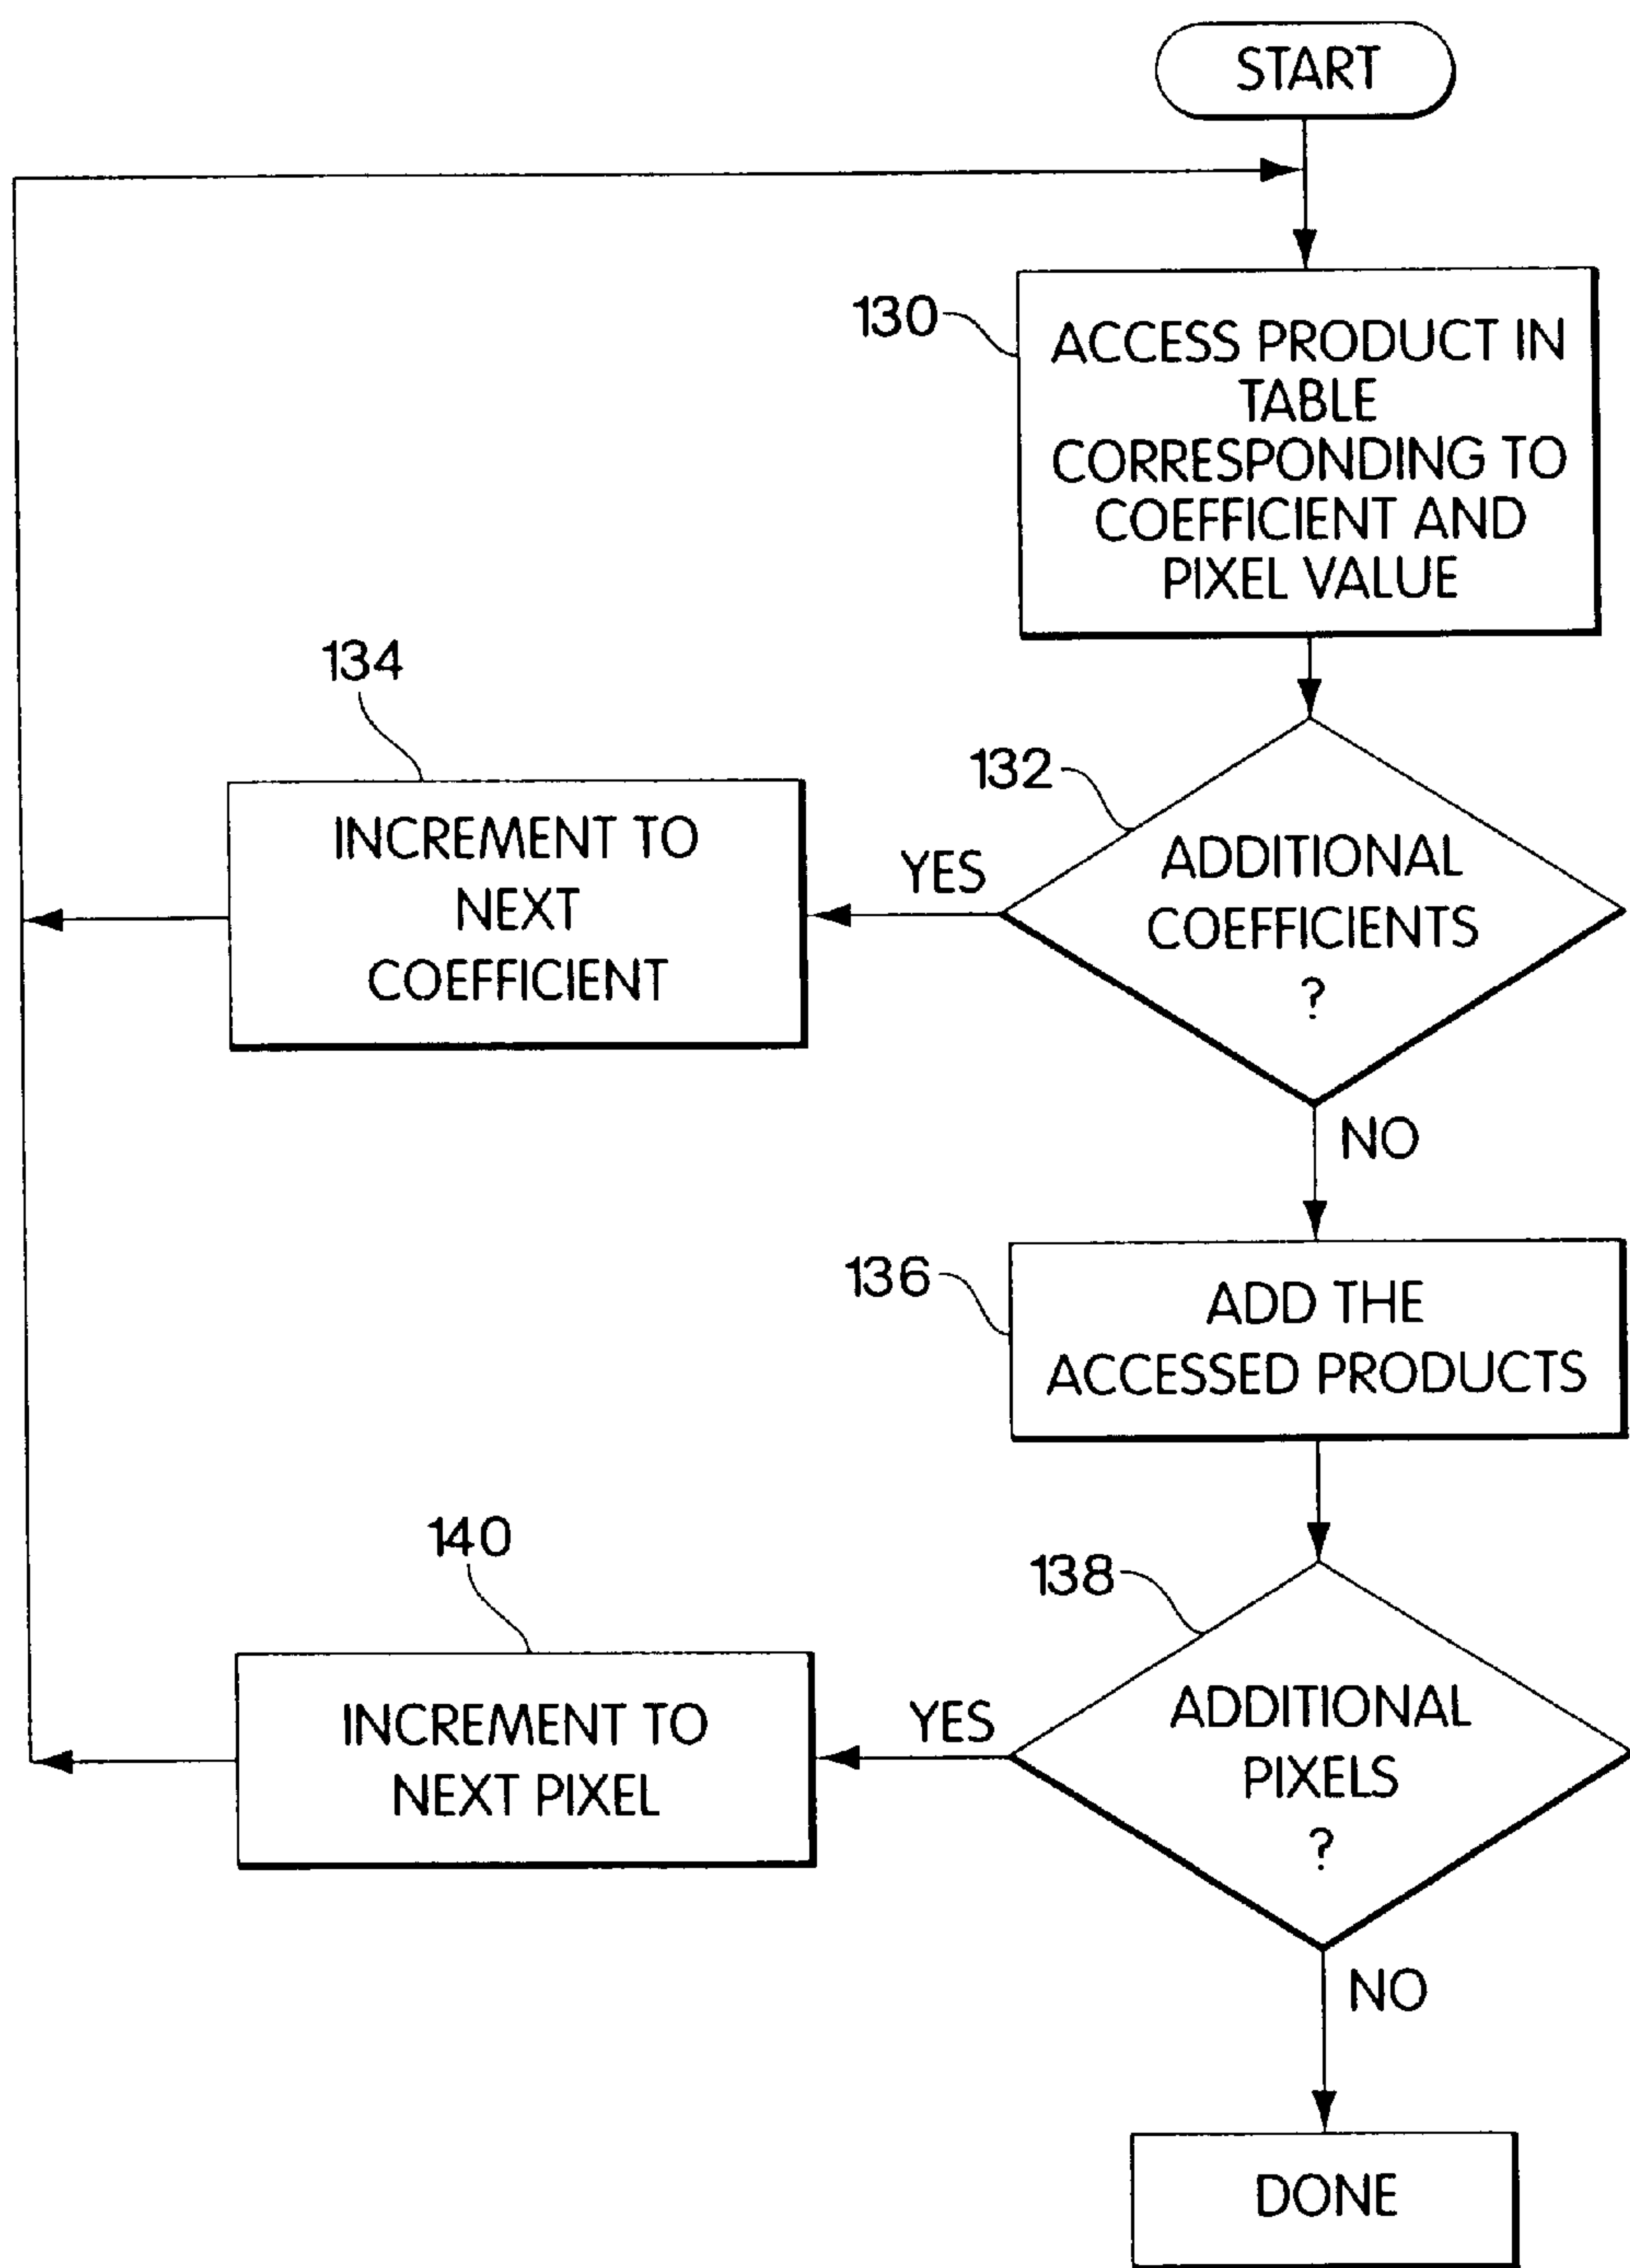 START
130
ACCESS PRODUCT IN
TABLE
CORRESPONDING TO
COEFFICIENT AND
PIXEL VALUE
134
INCREMENT TO
NEXT
COEFFICIENT
YES
132
ADDITIONAL
COEFFICIENTS
?
NO
136
ADD THE
ACCESSED PRODUCTS
140
INCREMENT TO
NEXT PIXEL
YES
138
ADDITIONAL
PIXELS
?
NO
DONE